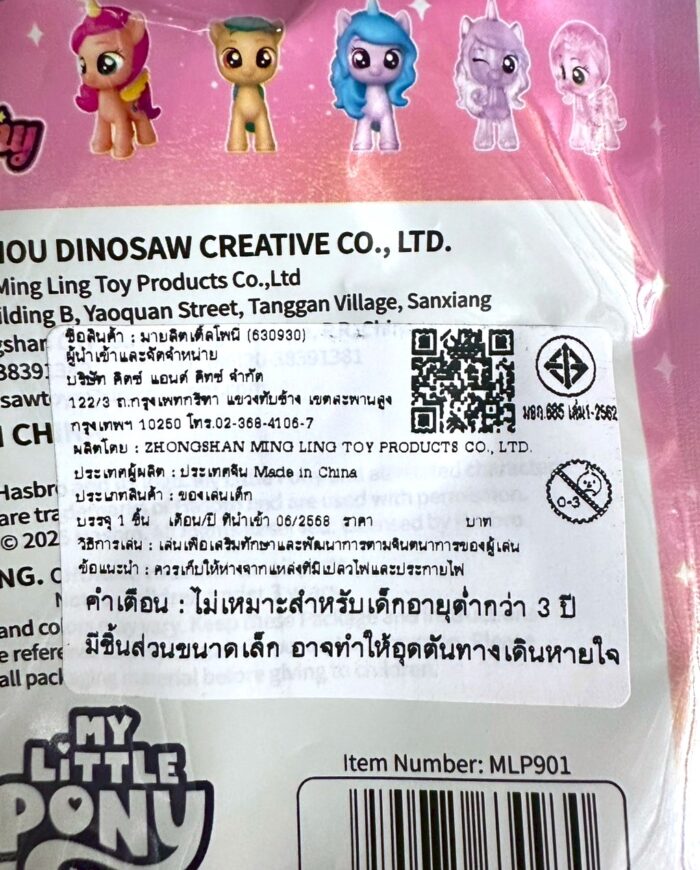 HOU DINOSAW CREATIVE CO., LTD.
Ming Ling Toy Products Co.,Ltd
ilding B, Yaoquan Street, Tanggan Village, Sanxiang
gshan
38391
38391381
sawto
ชื่อสินค้า : มายลิตเติ้ลโพนี่ (630930)
ผู้นำเข้าและจัดจำหน่าย
บริษัท คิดซ์ แอนด์ คิทซ์ จำกัด
122/3 ถ.กรุงเทพกรีฑา แขวงทับช้าง เขตสะพานสูง
กรุงเทพฯ 10250 โทร.02-368-4106-7
มอก.685 เล่ม1-2562
ผลิตโดย : ZHONGSHAN MING LING TOY PRODUCTS CO., LTD.
ประเทศผู้ผลิต : ประเทศจีน Made in China
ประเภทสินค้า : ของเล่นเด็ก
0-3
บรรจุ 1 ชิ้น เดือน/ปี ที่นำเข้า 06/2568 ราคา บาท
วิธีการเล่น : เล่นเพื่อเสริมทักษะและพัฒนาการตามจินตนาการของผู้เล่น
ข้อแนะนำ : ควรเก็บให้ห่างจากแหล่งที่มีเปลวไฟและประกายไฟ
คำเตือน : ไม่เหมาะสำหรับเด็กอายุต่ำกว่า 3 ปี
มีชิ้นส่วนขนาดเล็ก อาจทำให้อุดตันทางเดินหายใจ
Hasbr
are tra
© 202
NG.
and col
e refere
all pack
before giving to children.
MY
LITTLE
PONY
Item Number: MLP901